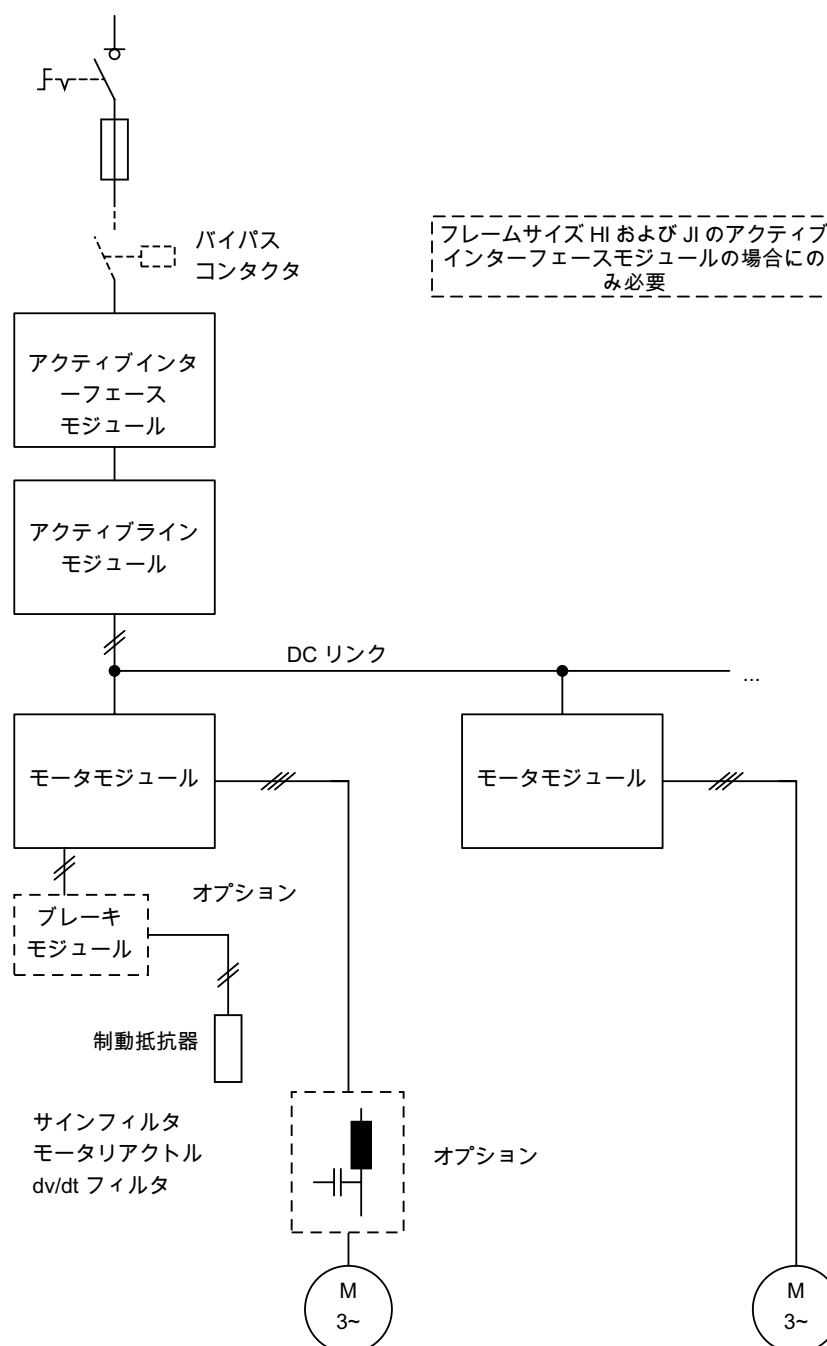 バイパス
コンタクタ
フレームサイズ HI および JI のアクティブ
インターフェースモジュールの場合にの
み必要
アクティブインタ
ーフェース
モジュール
アクティブライン
モジュール
DC リンク
...
モータモジュール
モータモジュール
オプション
ブレーキ
モジュール
制動抵抗器
サインフィルタ
モータリアクトル
dv/dt フィルタ
オプション
M
3~
M
3~